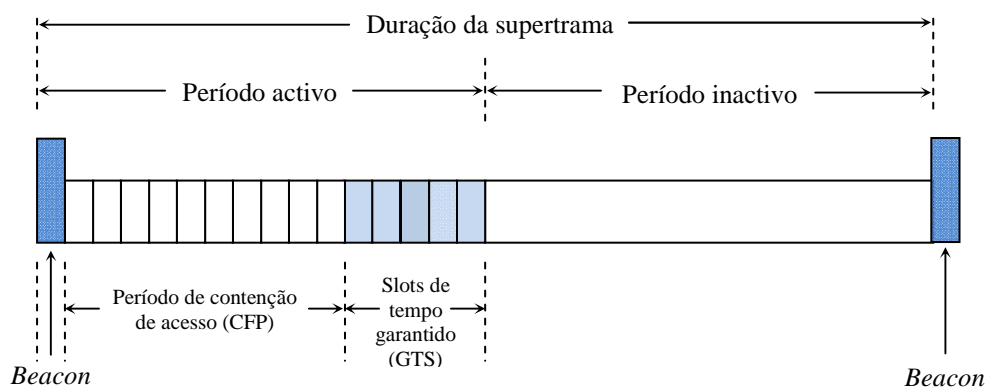 Duração da supertrama
Período activo
Período inactivo
Período de contenção
de acesso (CFP)
Slots de
tempo
garantido
(GTS)
Beacon
Beacon